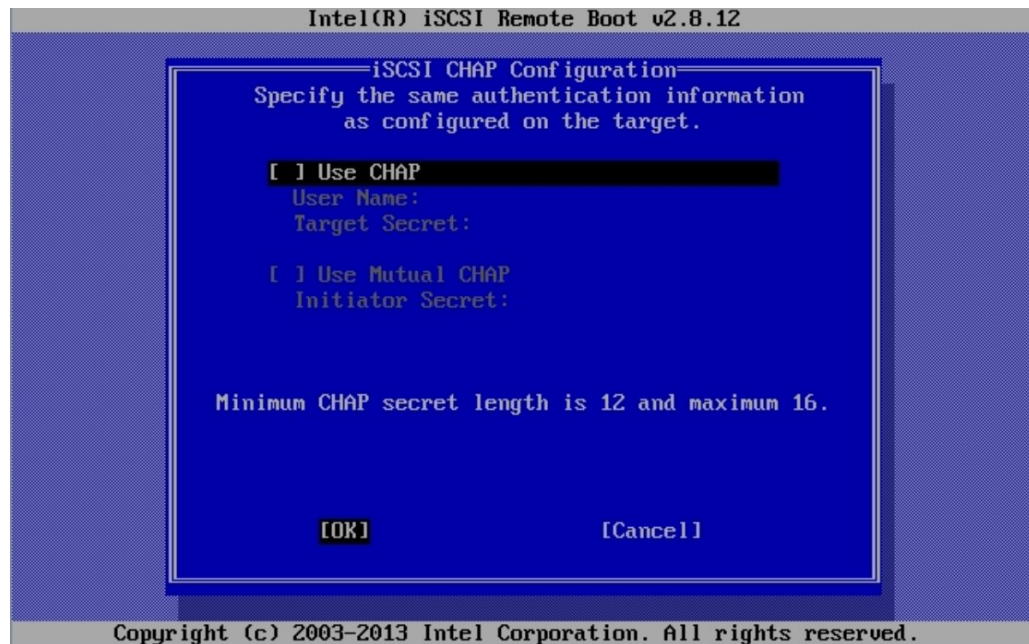 Intel(R) iSCSI Remote Boot v2.8.12
iSCSI CHAP Configuration
Specify the same authentication information
as configured on the target.
[ ] Use CHAP
User Name:
Target Secret:
[ ] Use Mutual CHAP
Initiator Secret:
Minimum CHAP secret length is 12 and maximum 16.
[OK] [Cancel]
Copyright (c) 2003-2013 Intel Corporation. All rights reserved.